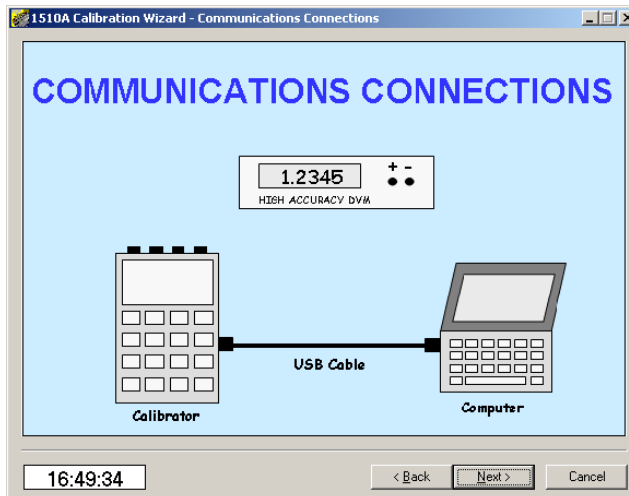 1510A Calibration Wizard - Communications Connections
COMMUNICATIONS CONNECTIONS
1.2345
+ -
HIGH ACCURACY DVM
USB Cable
Calibrator
Computer
16:49:34
< Back
Next >
Cancel